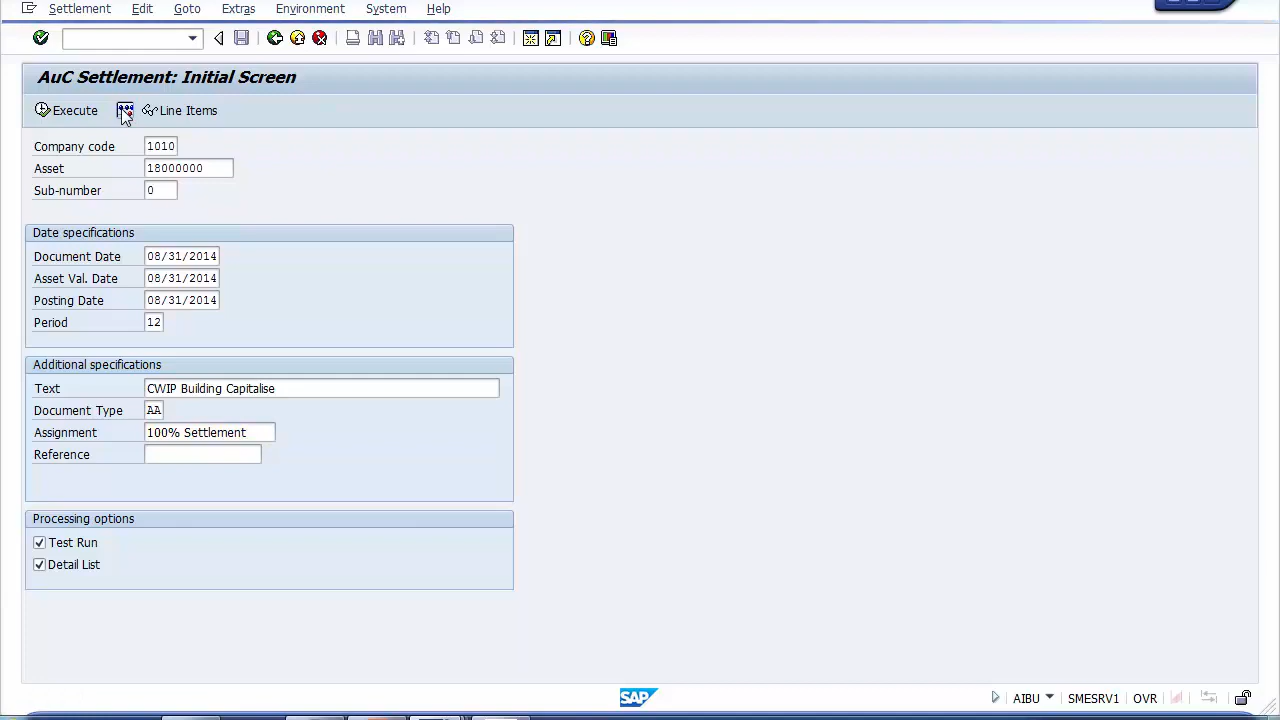 Settlement Edit Goto Extras Environment System Help
AuC Settlement: Initial Screen
Execute Line Items
Company code 1010
Asset 18000000
Sub-number 0
Date specifications
Document Date 08/31/2014
Asset Val. Date 08/31/2014
Posting Date 08/31/2014
Period 12
Additional specifications
Text CWIP Building Capitalise
Document Type AA
Assignment 100% Settlement
Reference
Processing options
Test Run
Detail List
SAP AIBU SMESRV1 OVR